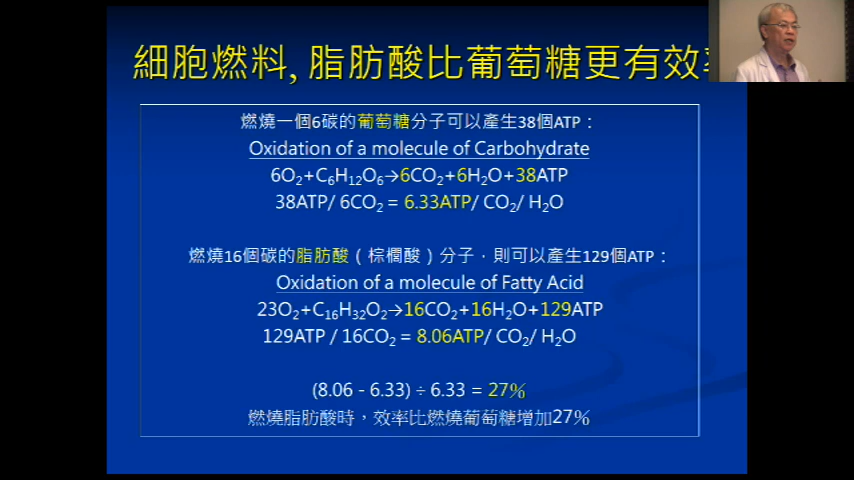 細胞燃料, 脂肪酸比葡萄糖更有效
燃燒一個6碳的葡萄糖分子可以產生38個ATP：
Oxidation of a molecule of Carbohydrate
6O₂+C₆H₁₂O₆→6CO₂+6H₂O+38ATP
38ATP/ 6CO₂ = 6.33ATP/ CO₂/ H₂O
燃燒16個碳的脂肪酸（棕櫚酸）分子，則可以產生129個ATP：
Oxidation of a molecule of Fatty Acid
23O₂+C₁₆H₃₂O₂→16CO₂+16H₂O+129ATP
129ATP / 16CO₂ = 8.06ATP/ CO₂/ H₂O
(8.06 - 6.33) ÷ 6.33 = 27%
燃燒脂肪酸時，效率比燃燒葡萄糖增加27%